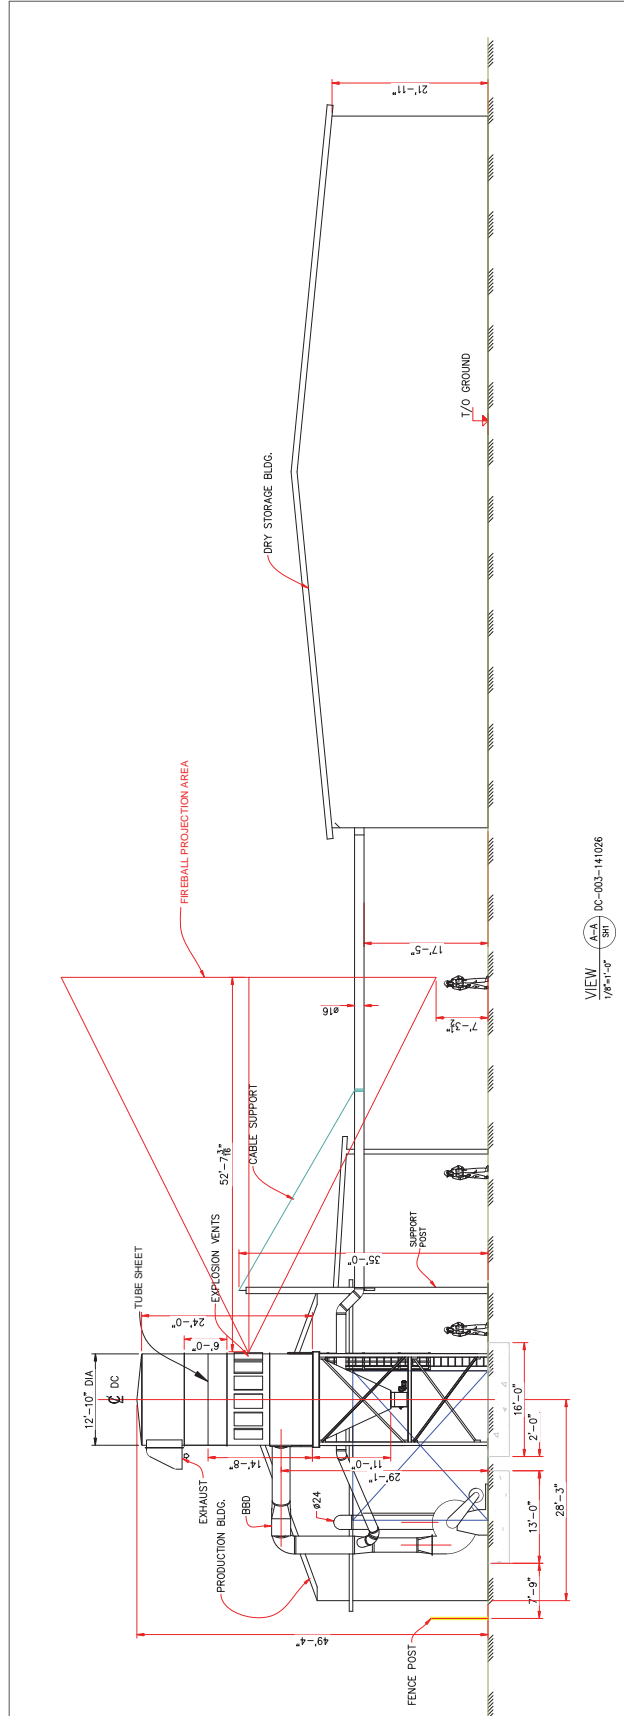 21'-11"
DRY STORAGE BLDG.
T/O GROUND
FIREBALL PROJECTION AREA
17'-5"
ø16
7'-3½"
52'-7 3/16"
CABLE SUPPORT
EXPLOSION VENTS
TUBE SHEET
35'-0"
SUPPORT
POST
24'-0"
6'-0"
12'-10" DIA
℄ DC
EXHAUST
14'-8"
11'-0"
29'-1"
PRODUCTION BLDG.
BBD
ø24
49'-4"
FENCE POST
16'-0"
2'-0"
13'-0"
28'-3"
7'-9"
VIEW
A-A
SH1
DC-003-141026
1/8"=1'-0"